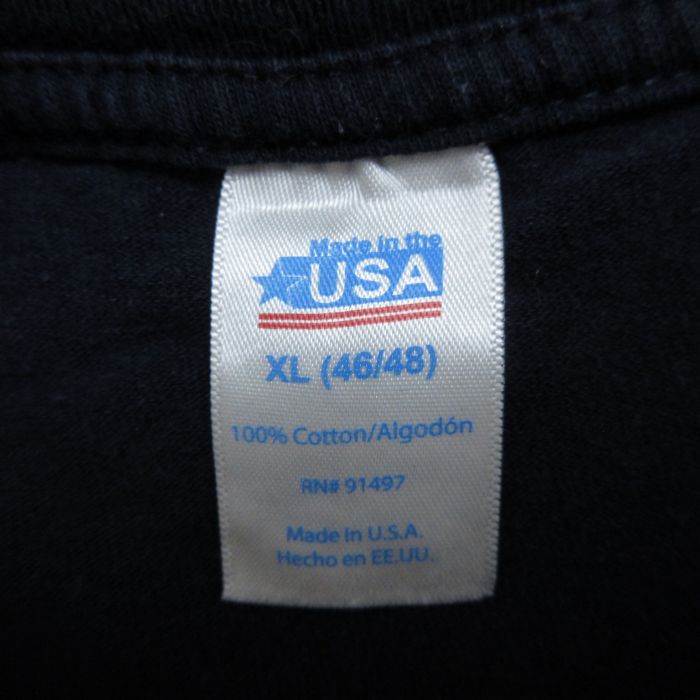 Made in the
USA
XL (46/48)
100% Cotton/Algodón
RN# 91497
Made in U.S.A.
Hecho en EE.UU.